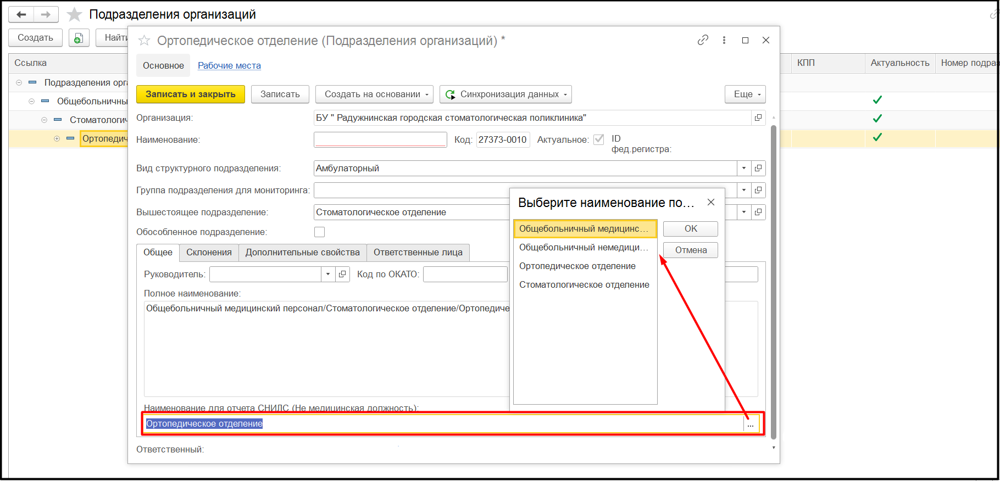 Подразделения организаций
Создать
Найти
Ссылка
КПП
Актуальность
Номер подраз
Подразделения орга
Общебольничны
Стоматологич
Ортопедич
Ортопедическое отделение (Подразделения организаций) *
Основное
Рабочие места
Записать и закрыть
Записать
Создать на основании
Синхронизация данных
Еще
Организация:
БУ " Радужнинская городская стоматологическая поликлиника"
Наименование:
Код: 27373-0010
Актуальное:
ID
фед.регистра:
Вид структурного подразделения:
Амбулаторный
Группа подразделения для мониторинга:
Вышестоящее подразделение:
Стоматологическое отделение
Обособленное подразделение:
Общее
Склонения
Дополнительные свойства
Ответственные лица
Руководитель:
Код по ОКАТО:
Полное наименование:
Общебольничный медицинский персонал/Стоматологическое отделение/Ортопедиче
Наименование для отчета СНИЛС (Не медицинская должность):
Ортопедическое отделение
...
Ответственный:
Выберите наименование по...
Общебольничный медицинс...
Общебольничный немедици...
Ортопедическое отделение
Стоматологическое отделение
OK
Отмена